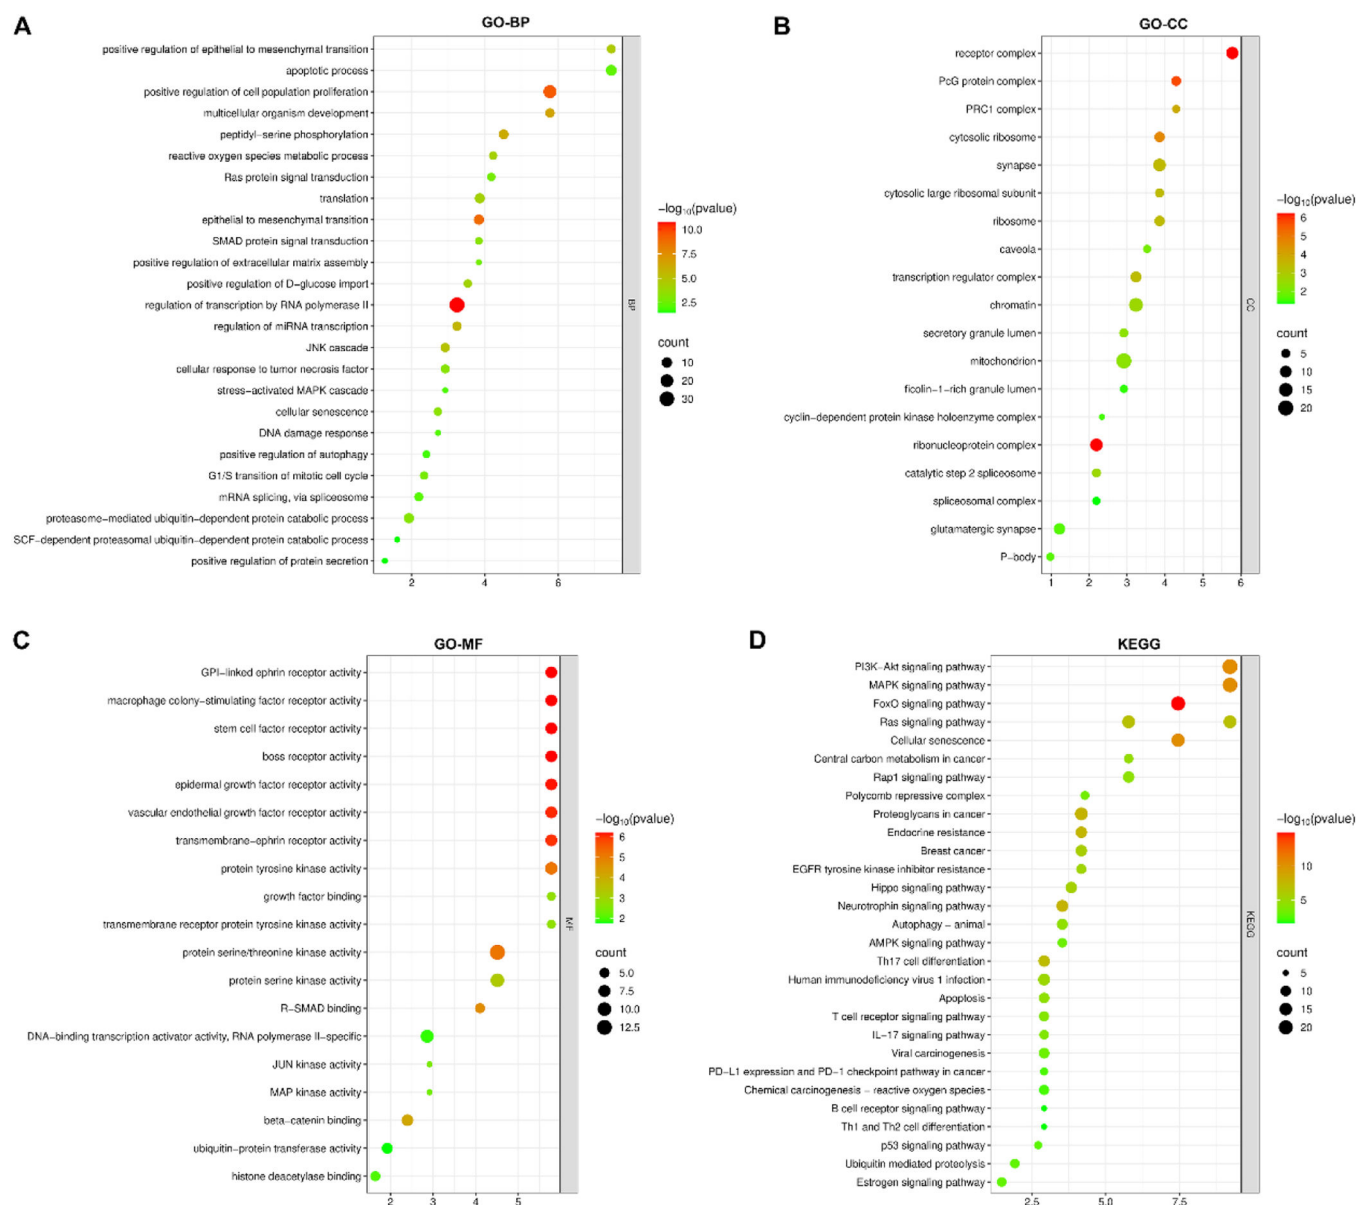 A
GO-BP
positive regulation of epithelial to mesenchymal transition
apoptotic process
positive regulation of cell population proliferation
multicellular organism development
peptidyl-serine phosphorylation
reactive oxygen species metabolic process
Ras protein signal transduction
translation
epithelial to mesenchymal transition
SMAD protein signal transduction
positive regulation of extracellular matrix assembly
positive regulation of D-glucose import
regulation of transcription by RNA polymerase II
regulation of miRNA transcription
JNK cascade
cellular response to tumor necrosis factor
stress-activated MAPK cascade
cellular senescence
DNA damage response
positive regulation of autophagy
G1/S transition of mitotic cell cycle
mRNA splicing, via spliceosome
proteasome-mediated ubiquitin-dependent protein catabolic process
SCF-dependent proteasomal ubiquitin-dependent protein catabolic process
positive regulation of protein secretion
2 4 6
BP
−log10(pvalue)
10.0
7.5
5.0
2.5
count
10
20
30
B
GO-CC
receptor complex
PcG protein complex
PRC1 complex
cytosolic ribosome
synapse
cytosolic large ribosomal subunit
ribosome
caveola
transcription regulator complex
chromatin
secretory granule lumen
mitochondrion
ficolin-1-rich granule lumen
cyclin-dependent protein kinase holoenzyme complex
ribonucleoprotein complex
catalytic step 2 spliceosome
spliceosomal complex
glutamatergic synapse
P-body
1 2 3 4 5 6
CC
−log10(pvalue)
6
5
4
3
2
count
5
10
15
20
C
GO-MF
GPI-linked ephrin receptor activity
macrophage colony-stimulating factor receptor activity
stem cell factor receptor activity
boss receptor activity
epidermal growth factor receptor activity
vascular endothelial growth factor receptor activity
transmembrane-ephrin receptor activity
protein tyrosine kinase activity
growth factor binding
transmembrane receptor protein tyrosine kinase activity
protein serine/threonine kinase activity
protein serine kinase activity
R-SMAD binding
DNA-binding transcription activator activity, RNA polymerase II-specific
JUN kinase activity
MAP kinase activity
beta-catenin binding
ubiquitin-protein transferase activity
histone deacetylase binding
2 3 4 5
MF
−log10(pvalue)
6
5
4
3
2
count
5.0
7.5
10.0
12.5
D
KEGG
PI3K-Akt signaling pathway
MAPK signaling pathway
FoxO signaling pathway
Ras signaling pathway
Cellular senescence
Central carbon metabolism in cancer
Rap1 signaling pathway
Polycomb repressive complex
Proteoglycans in cancer
Endocrine resistance
Breast cancer
EGFR tyrosine kinase inhibitor resistance
Hippo signaling pathway
Neurotrophin signaling pathway
Autophagy - animal
AMPK signaling pathway
Th17 cell differentiation
Human immunodeficiency virus 1 infection
Apoptosis
T cell receptor signaling pathway
IL-17 signaling pathway
Viral carcinogenesis
PD-L1 expression and PD-1 checkpoint pathway in cancer
Chemical carcinogenesis - reactive oxygen species
B cell receptor signaling pathway
Th1 and Th2 cell differentiation
p53 signaling pathway
Ubiquitin mediated proteolysis
Estrogen signaling pathway
2.5 5.0 7.5
KEGG
−log10(pvalue)
10
5
count
5
10
15
20